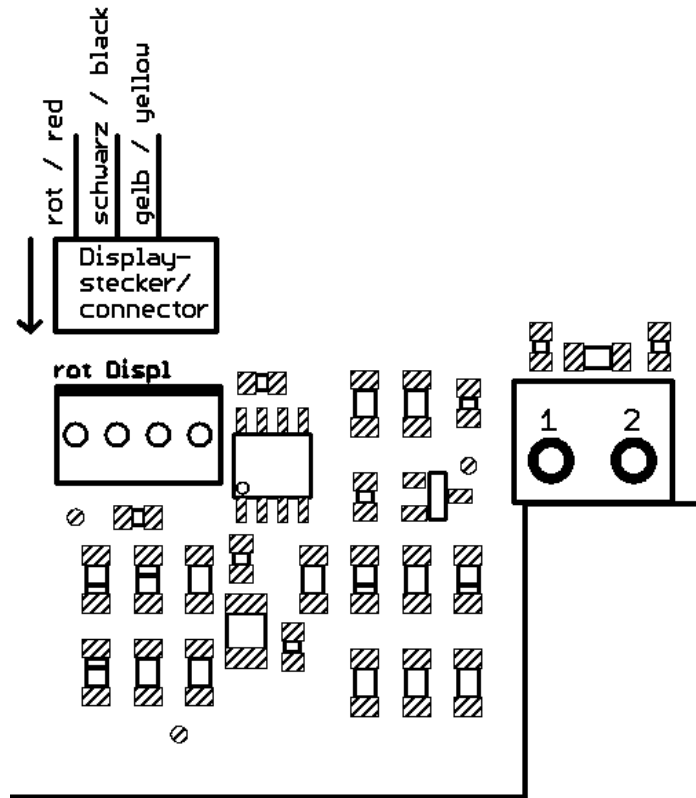 rot / red
schwarz / black
gelb / yellow
Display-
stecker/
connector
rot Displ
1 2